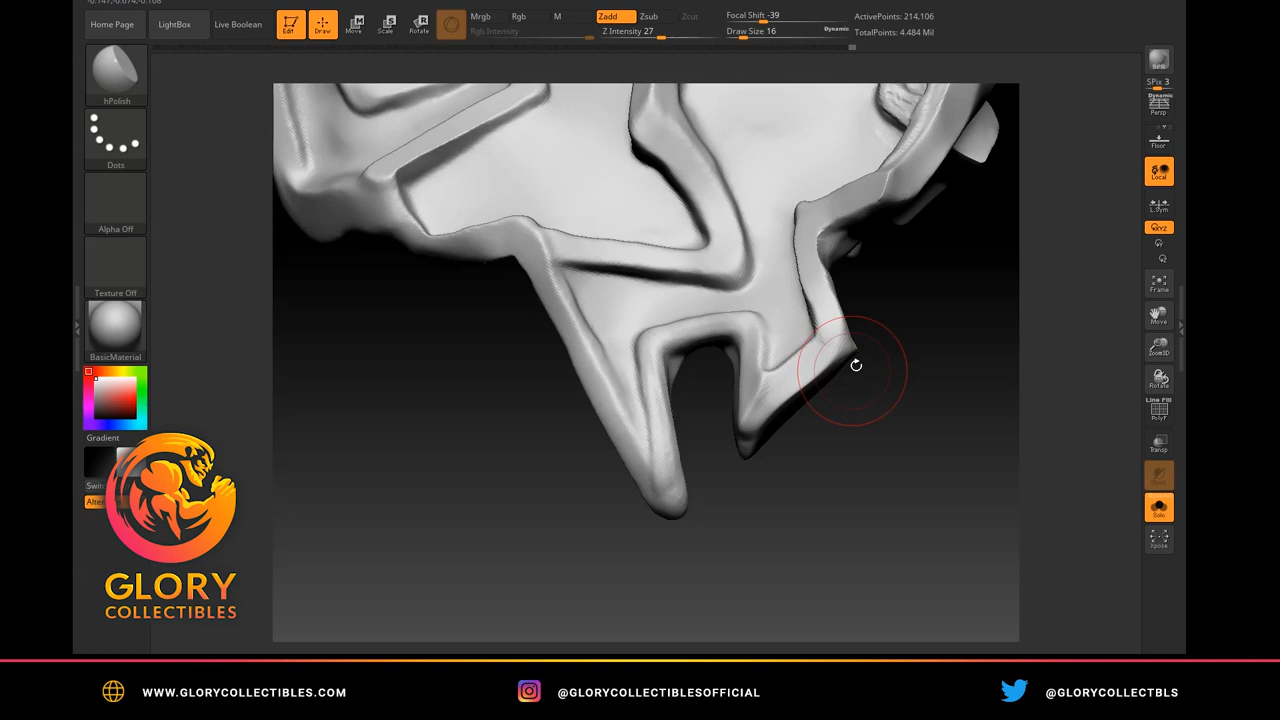 Home Page LightBox Live Boolean Edit Draw Move Scale Rotate Mrgb Rgb M Zadd Zsub Zcut Focal Shift -39 ActivePoints: 214,106
Rgb Intensity Z Intensity 27 Draw Size 16 Dynamic TotalPoints: 4.484 Mil
hPolish
Dots
Alpha Off
Texture Off
BasicMaterial
Gradient
BPR
SPix 3
Dynamic
Persp
Floor
Local
L.Sym
XYZ
Frame
Move
Zoom3D
Rotate
Line Fill
PolyF
Transp
Solo
Xpose
GLORY
COLLECTIBLES
WWW.GLORYCOLLECTIBLES.COM @GLORYCOLLECTIBLESOFFICIAL @GLORYCOLLECTBLS